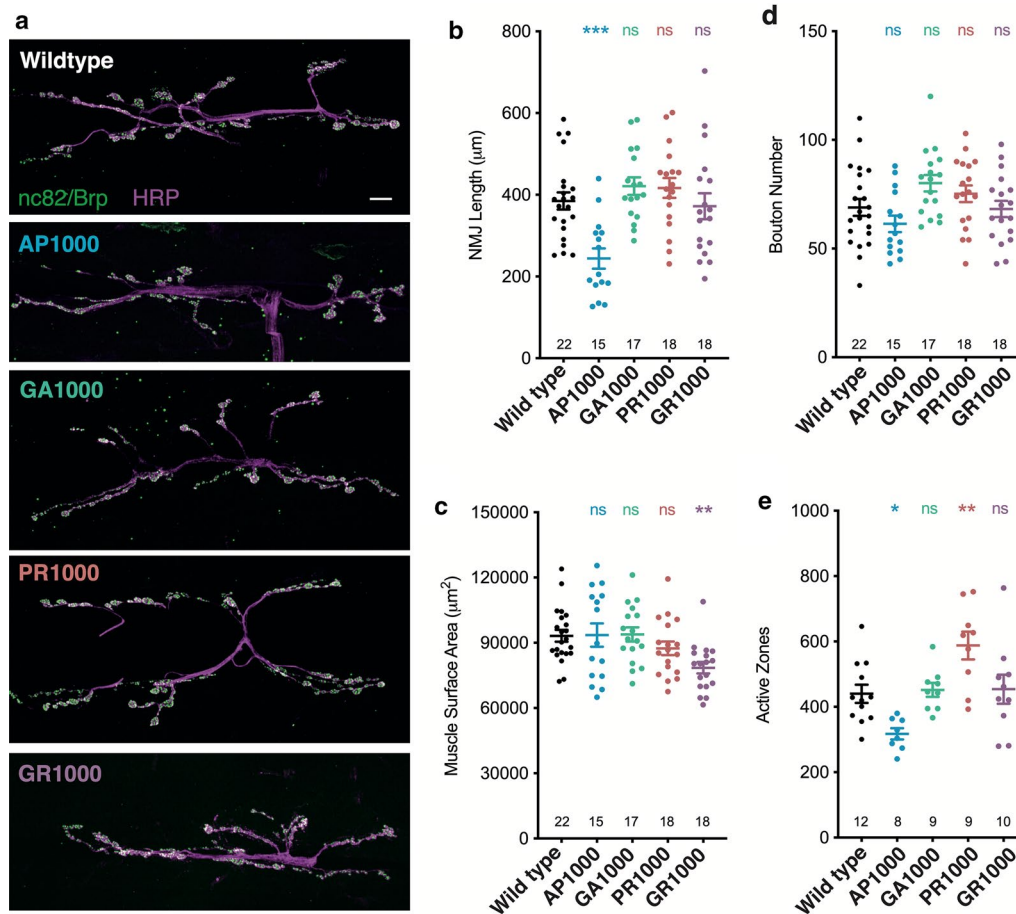 a
Wildtype
nc82/Brp HRP
AP1000
GA1000
PR1000
GR1000
b
*** ns ns ns
NMJ Length (μm)
800
600
400
200
0
22 15 17 18 18
Wild type AP1000 GA1000 PR1000 GR1000
c
ns ns ns **
Muscle Surface Area (μm²)
150000
120000
90000
60000
30000
0
22 15 17 18 18
Wild type AP1000 GA1000 PR1000 GR1000
d
ns ns ns ns
Bouton Number
150
100
50
0
22 15 17 18 18
Wild type AP1000 GA1000 PR1000 GR1000
e
* ns ** ns
Active Zones
1000
800
600
400
200
0
12 8 9 9 10
Wild type AP1000 GA1000 PR1000 GR1000